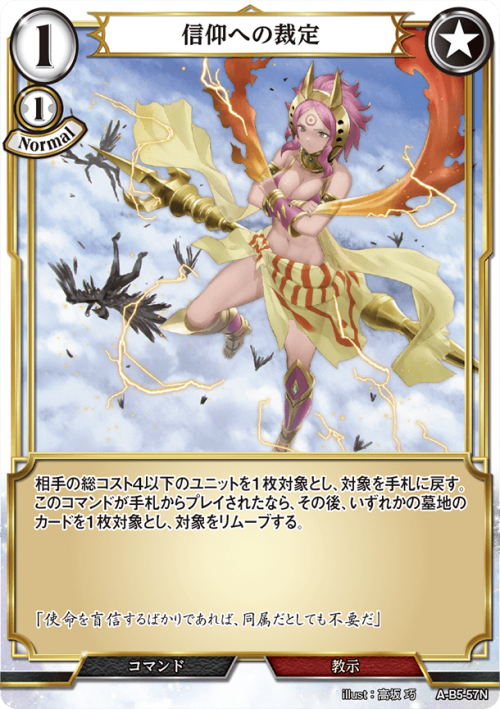 1
信仰への裁定
1
Normal
相手の総コスト4以下のユニットを1枚対象とし、対象を手札に戻す。
このコマンドが手札からプレイされたなら、その後、いずれかの墓地の
カードを1枚対象とし、対象をリムーブする。
「使命を盲信するばかりであれば、同属だとしても不要だ」
コマンド
教示
illust：高坂 巧
A-B5-57N